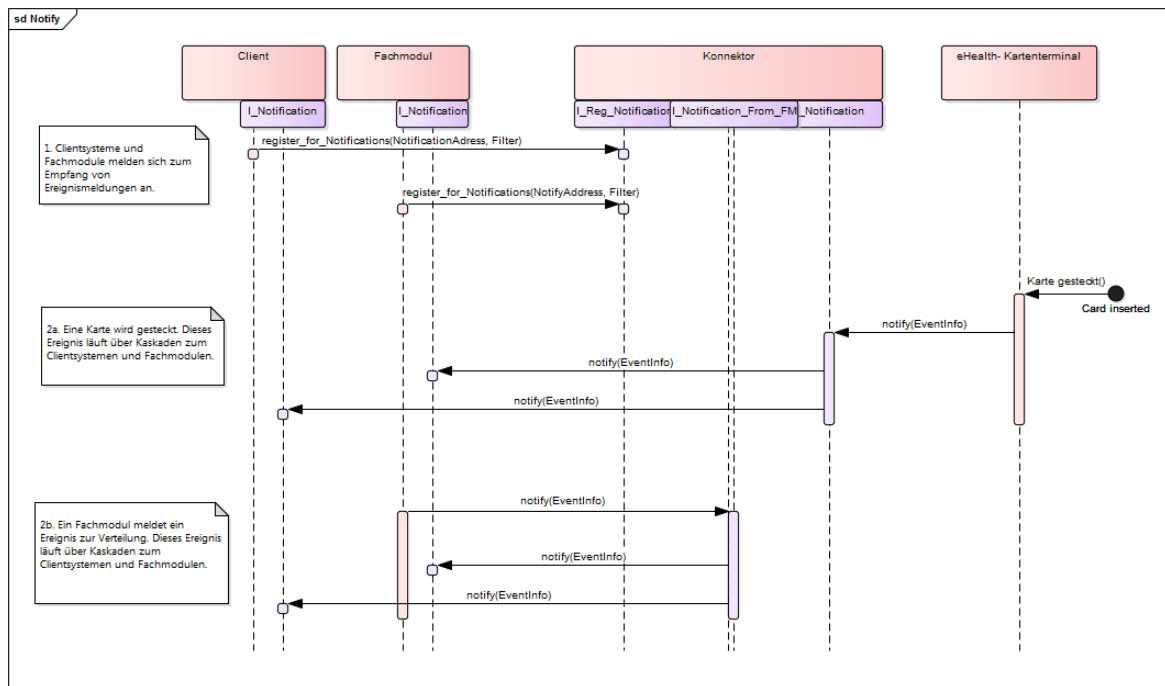 sd Notify
Client
Fachmodul
Konnektor
eHealth- Kartenterminal
I_Notification
I_Notification
I_Reg_Notification
I_Notification_From_FM
_Notification
1. Clientsysteme und
Fachmodule melden sich zum
Empfang von
Ereignismeldungen an.
register_for_Notifications(NotificationAdress, Filter)
register_for_Notifications(NotifyAddress, Filter)
Karte gesteckt()
Card inserted
2a. Eine Karte wird gesteckt. Dieses
Ereignis läuft über Kaskaden zum
Clientsystemen und Fachmodulen.
notify(EventInfo)
notify(EventInfo)
notify(EventInfo)
2b. Ein Fachmodul meldet ein
Ereignis zur Verteilung. Dieses Ereignis
läuft über Kaskaden zum
Clientsystemen und Fachmodulen.
notify(EventInfo)
notify(EventInfo)
notify(EventInfo)